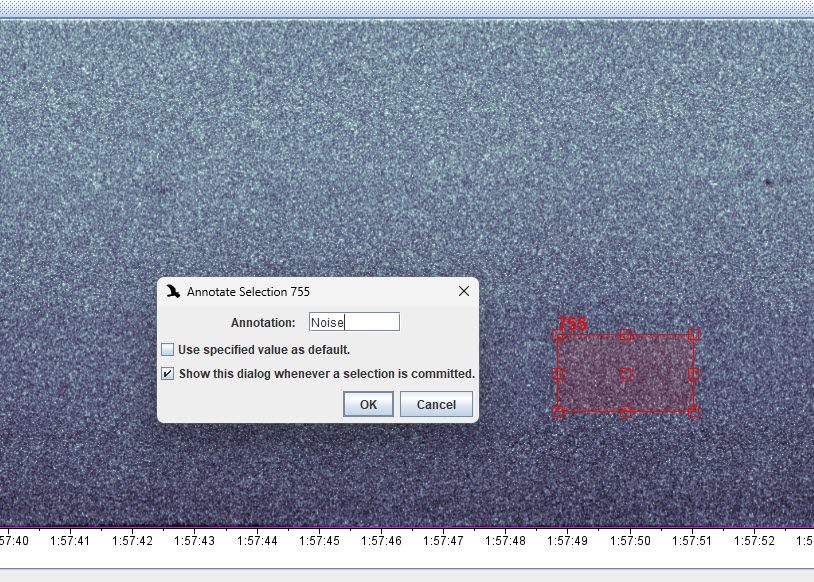 Annotate Selection 755
Annotation: Noise
Use specified value as default.
Show this dialog whenever a selection is committed.
OK Cancel
755
57:40 1:57:41 1:57:42 1:57:43 1:57:44 1:57:45 1:57:46 1:57:47 1:57:48 1:57:49 1:57:50 1:57:51 1:57:52 1:5